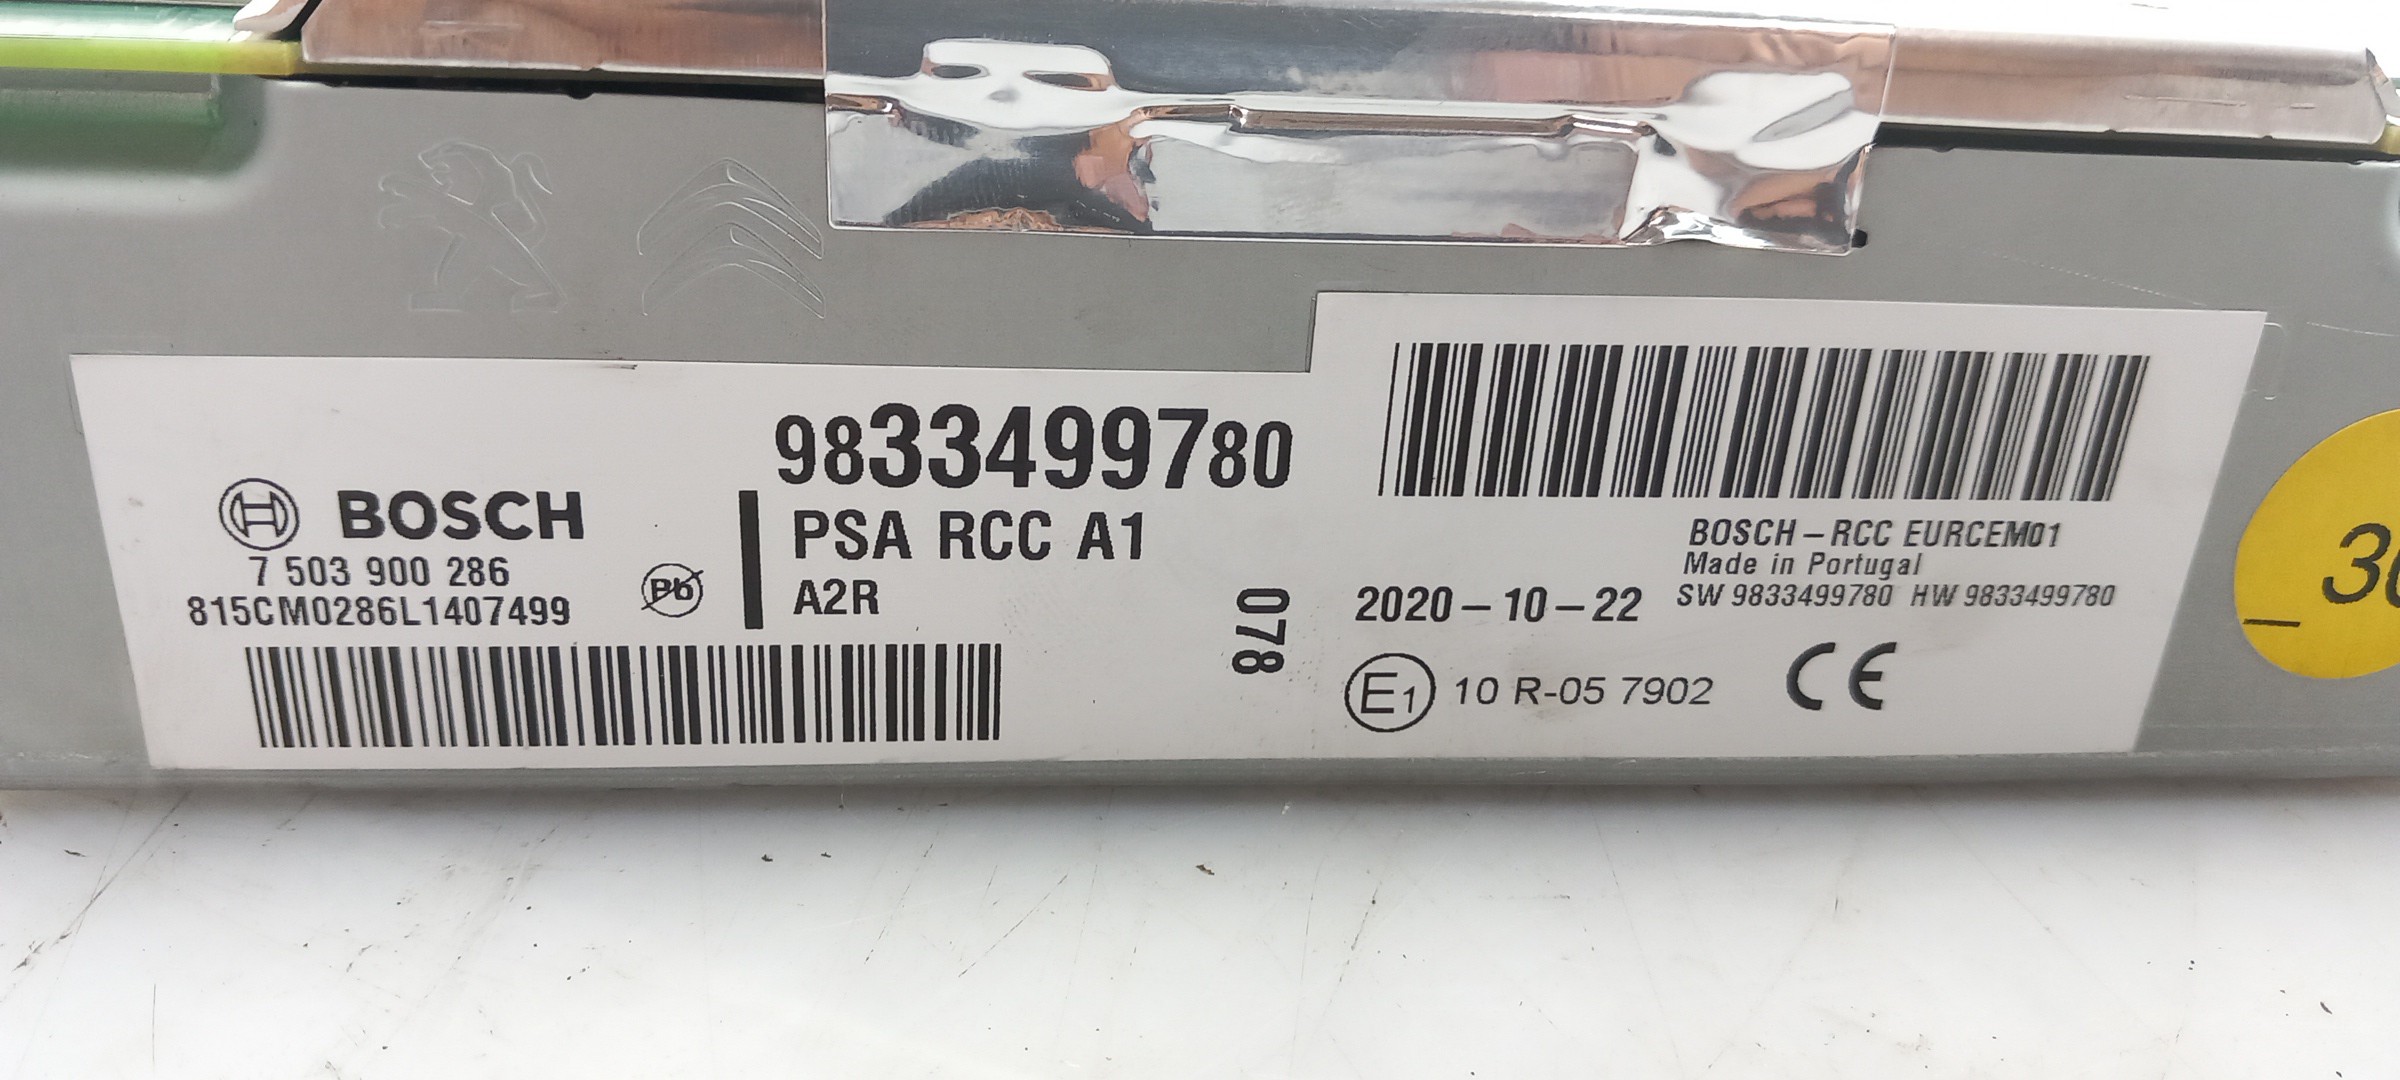 9833499780
BOSCH
7 503 900 286
815CM0286L1407499
Pb
PSA RCC A1
A2R
078
BOSCH-RCC EURCEM01
Made in Portugal
2020-10-22
SW 9833499780 HW 9833499780
E1 10 R-05 7902 CE